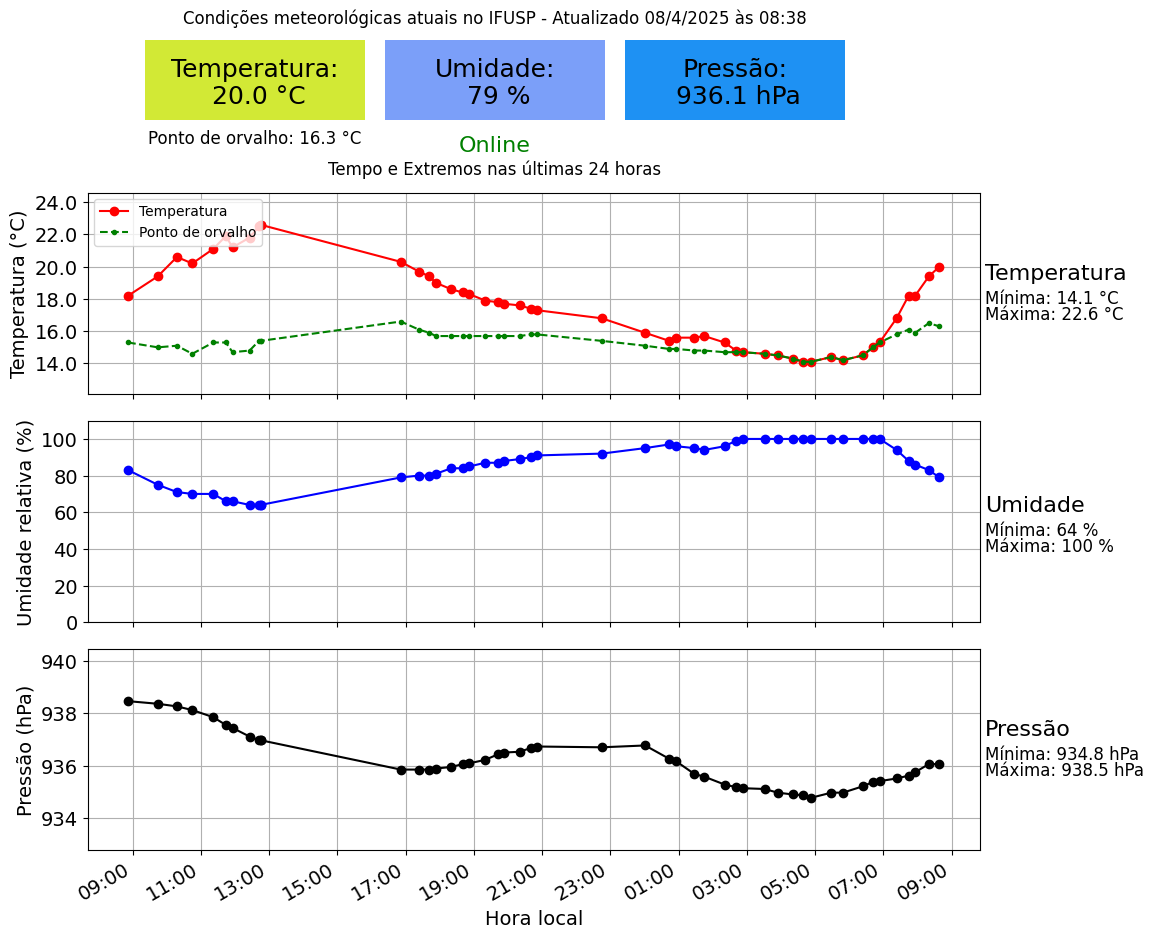 Condições meteorológicas atuais no IFUSP - Atualizado 08/4/2025 às 08:38
Temperatura:
20.0 °C
Umidade:
79 %
Pressão:
936.1 hPa
Ponto de orvalho: 16.3 °C
Online
Tempo e Extremos nas últimas 24 horas
Temperatura (°C)
24.0
22.0
20.0
18.0
16.0
14.0
Temperatura
Ponto de orvalho
Temperatura
Mínima: 14.1 °C
Máxima: 22.6 °C
Umidade relativa (%)
100
80
60
40
20
0
Umidade
Mínima: 64 %
Máxima: 100 %
Pressão (hPa)
940
938
936
934
Pressão
Mínima: 934.8 hPa
Máxima: 938.5 hPa
09:00 11:00 13:00 15:00 17:00 19:00 21:00 23:00 01:00 03:00 05:00 07:00 09:00
Hora local